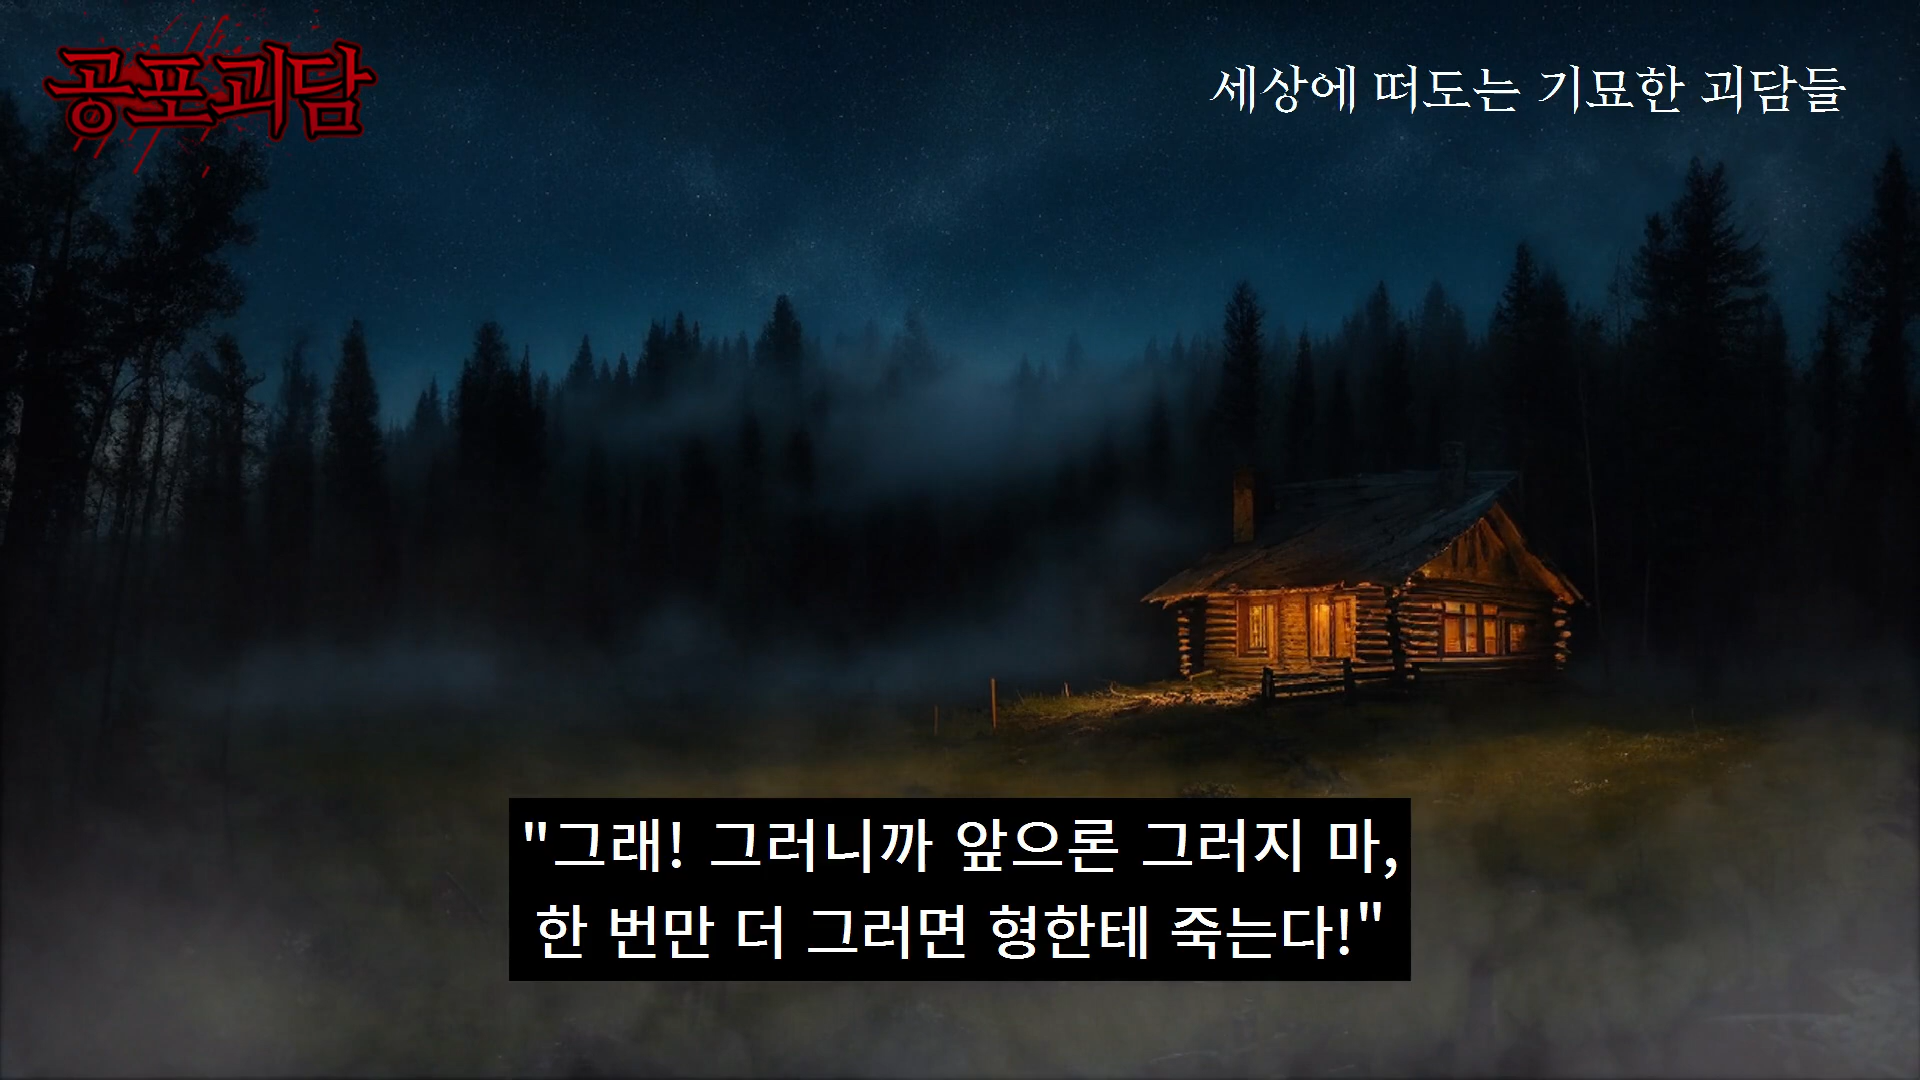 공포괴담
세상에 떠도는 기묘한 괴담들
"그래! 그러니까 앞으론 그러지 마,
한 번만 더 그러면 형한테 죽는다!"